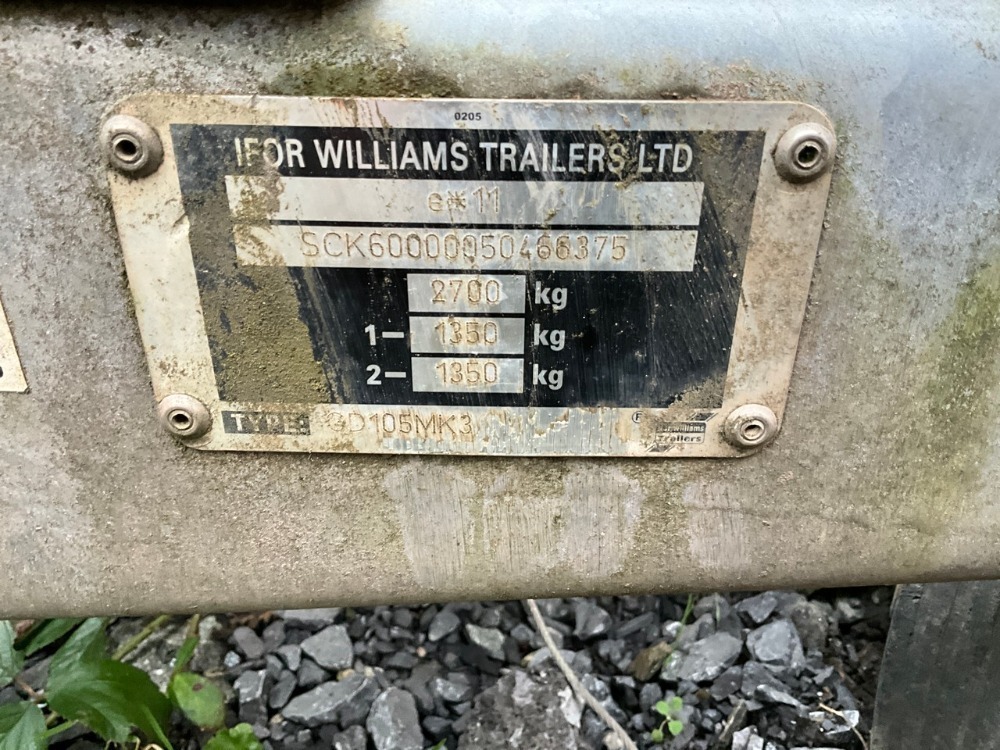 0205
IFOR WILLIAMS TRAILERS LTD
e*11
SCK60000050466375
2700 kg
1- 1350 kg
2- 1350 kg
TYPE: GD105MK3
Ifor Williams
Trailers